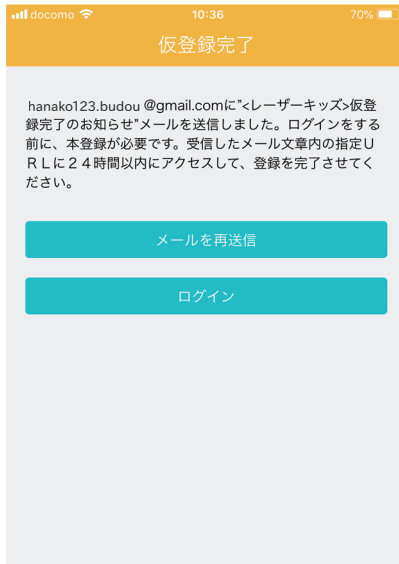 docomo 10:36 70%
仮登録完了
hanako123.budou @gmail.comに”<レーザーキッズ>仮登
録完了のお知らせ”メールを送信しました。ログインをする
前に、本登録が必要です。受信したメール文章内の指定U
ＲＬに２４時間以内にアクセスして、登録を完了させてく
ださい。
メールを再送信
ログイン